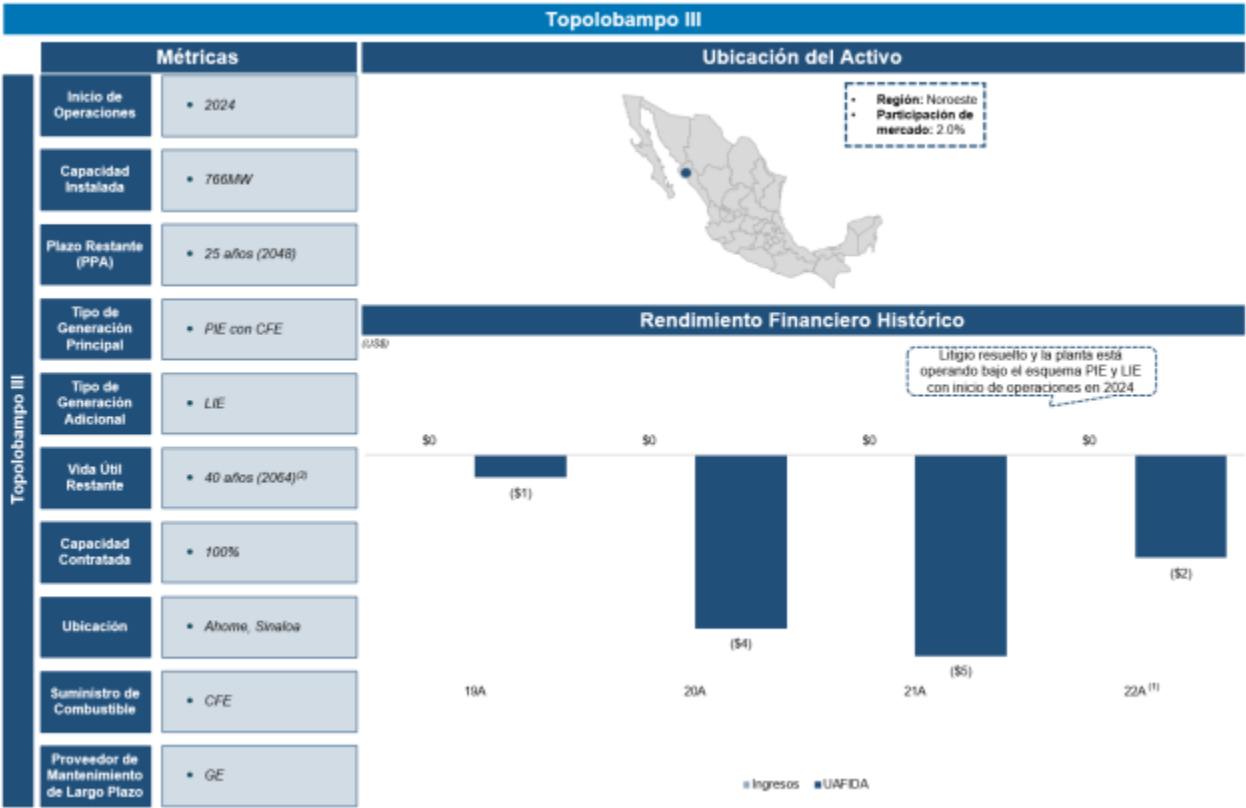 Topolobampo III
Métricas
Ubicación del Activo
Topolobampo III
Inicio de
Operaciones
• 2024
Capacidad
Instalada
• 766MW
Plazo Restante
(PPA)
• 25 años (2048)
Tipo de
Generación
Principal
• PIE con CFE
Tipo de
Generación
Adicional
• LIE
Vida Útil
Restante
• 40 años (2064)(2)
Capacidad
Contratada
• 100%
Ubicación
• Ahome, Sinaloa
Suministro de
Combustible
• CFE
Proveedor de
Mantenimiento
de Largo Plazo
• GE
• Región: Noroeste
• Participación de
mercado: 2.0%
Rendimiento Financiero Histórico
(US$)
Litigio resuelto y la planta está
operando bajo el esquema PIE y LIE
con inicio de operaciones en 2024
$0 $0 $0 $0
($1)
($4)
($5)
($2)
19A 20A 21A 22A (1)
Ingresos UAFIDA